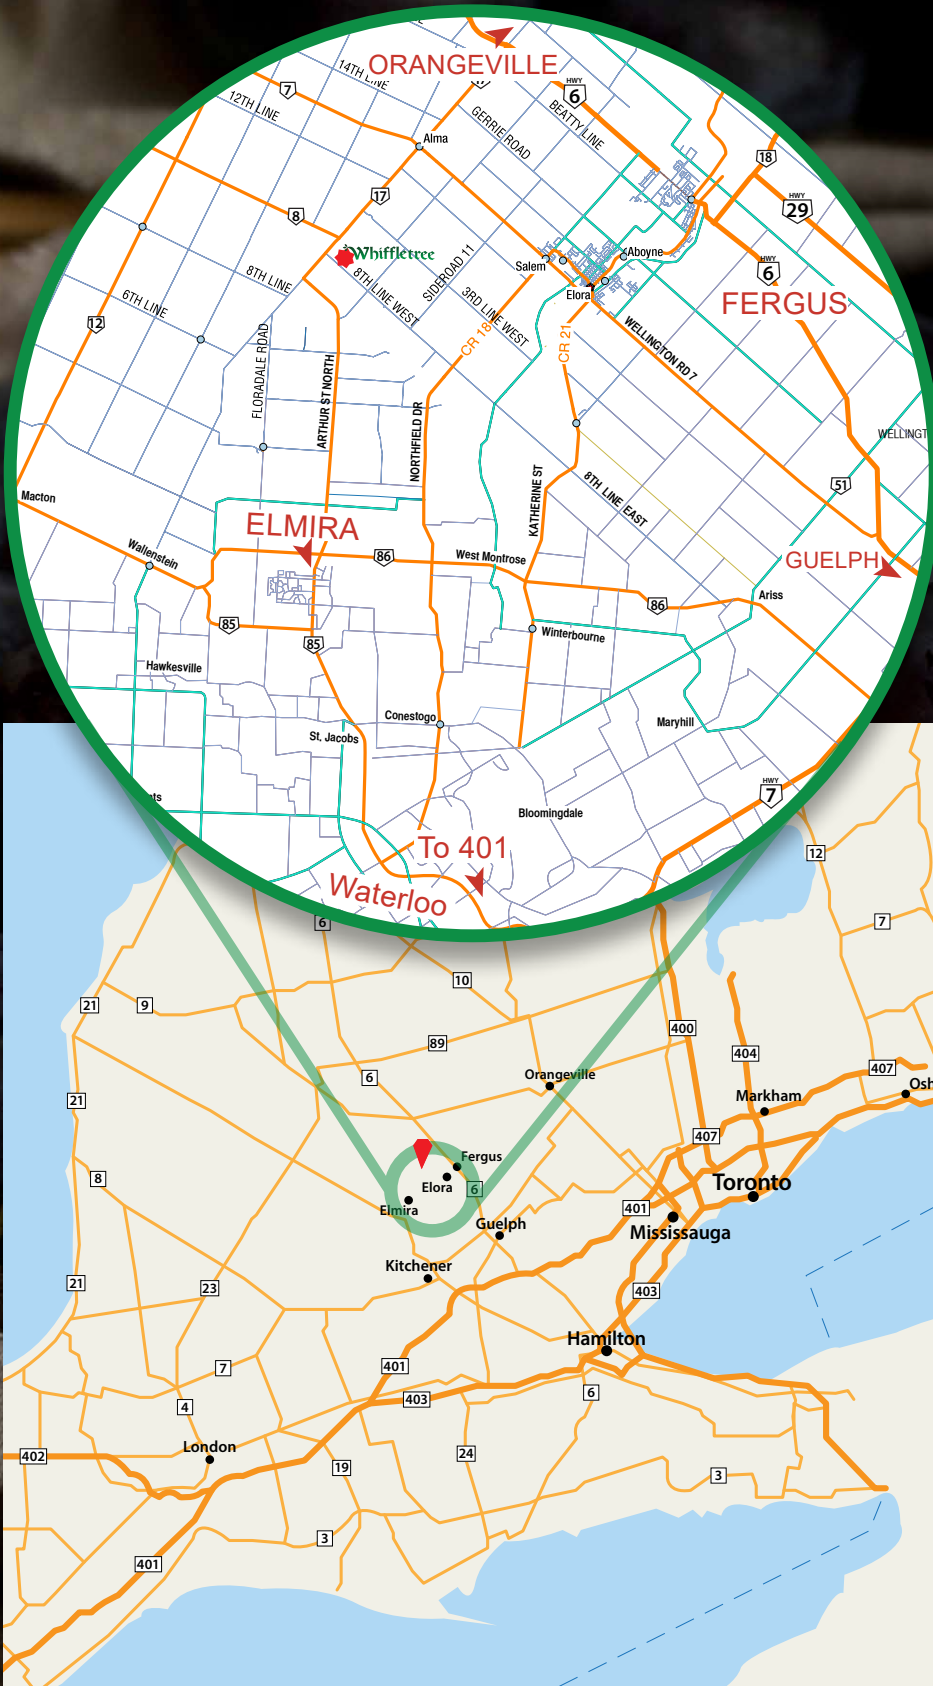 ORANGEVILLE
14TH LINE
7
12TH LINE
HWY
6
BEATTY LINE
GERRIE ROAD
Alma
18
17
HWY
29
8
Whiffletree
SIDEROAD 11
Salem
Aboyne
HWY
6
8TH LINE
8TH LINE WEST
3RD LINE WEST
Elora
FERGUS
6TH LINE
12
CR 18
CR 21
WELLINGTON RD 7
FLORADALE ROAD
ARTHUR ST NORTH
NORTHFIELD DR
WELLINGT
51
KATHERINE ST
8TH LINE EAST
Macton
ELMIRA
Wallenstein
86
West Montrose
GUELPH
Ariss
86
85
85
Winterbourne
Hawkesville
Conestogo
Maryhill
St. Jacobs
HWY
7
nts
Bloomingdale
To 401
Waterloo
12
6
7
10
21
9
400
89
404
6
Orangeville
407
Osh
21
Markham
407
Fergus
8
Elora
6
Toronto
Elmira
401
Guelph
Mississauga
Kitchener
21
23
403
Hamilton
7
401
403
6
4
London
402
24
19
3
3
401